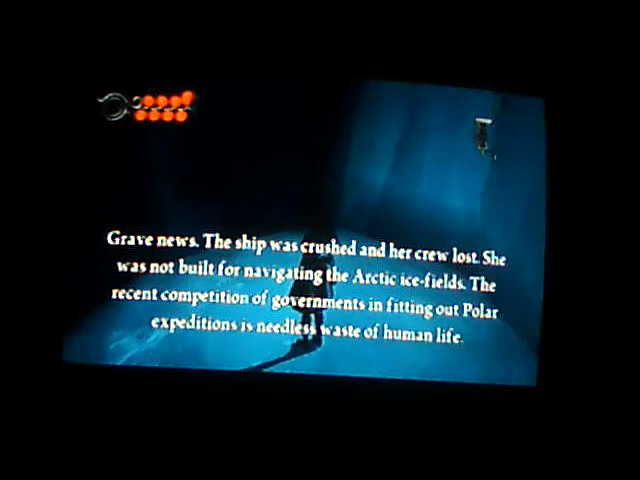 Grave news. The ship was crushed and her crew lost. She
was not built for navigating the Arctic ice-fields. The
recent competition of governments in fitting out Polar
expeditions is needless waste of human life.